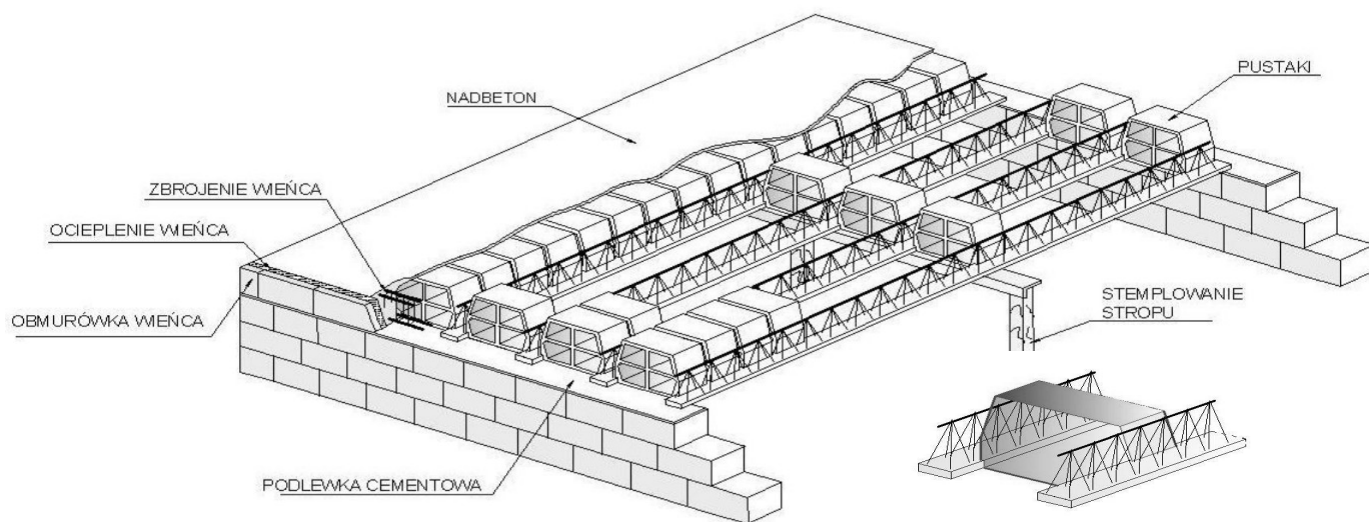 PUSTAKI
NADBETON
ZBROJENIE WIEŃCA
OCIEPLENIE WIEŃCA
OBMURÓWKA WIEŃCA
STEMPLOWANIE
STROPU
PODLEWKA CEMENTOWA